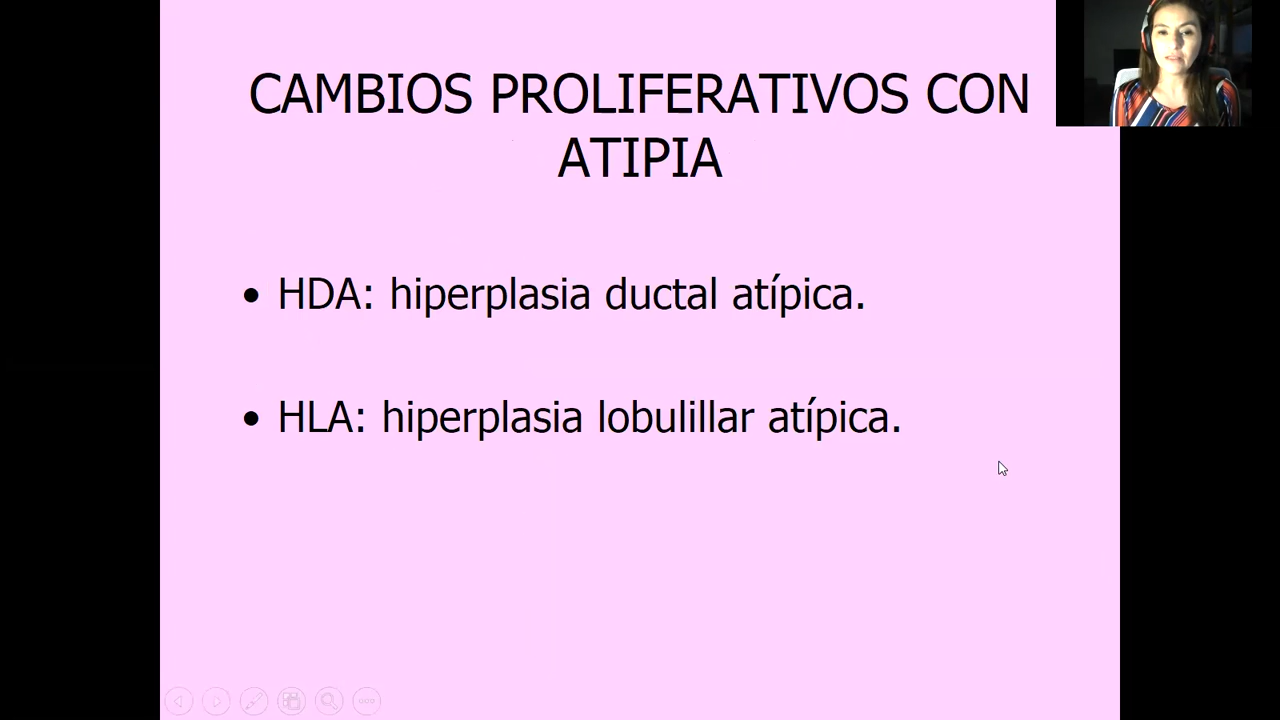 CAMBIOS PROLIFERATIVOS CON
ATIPIA
• HDA: hiperplasia ductal atípica.
• HLA: hiperplasia lobulillar atípica.